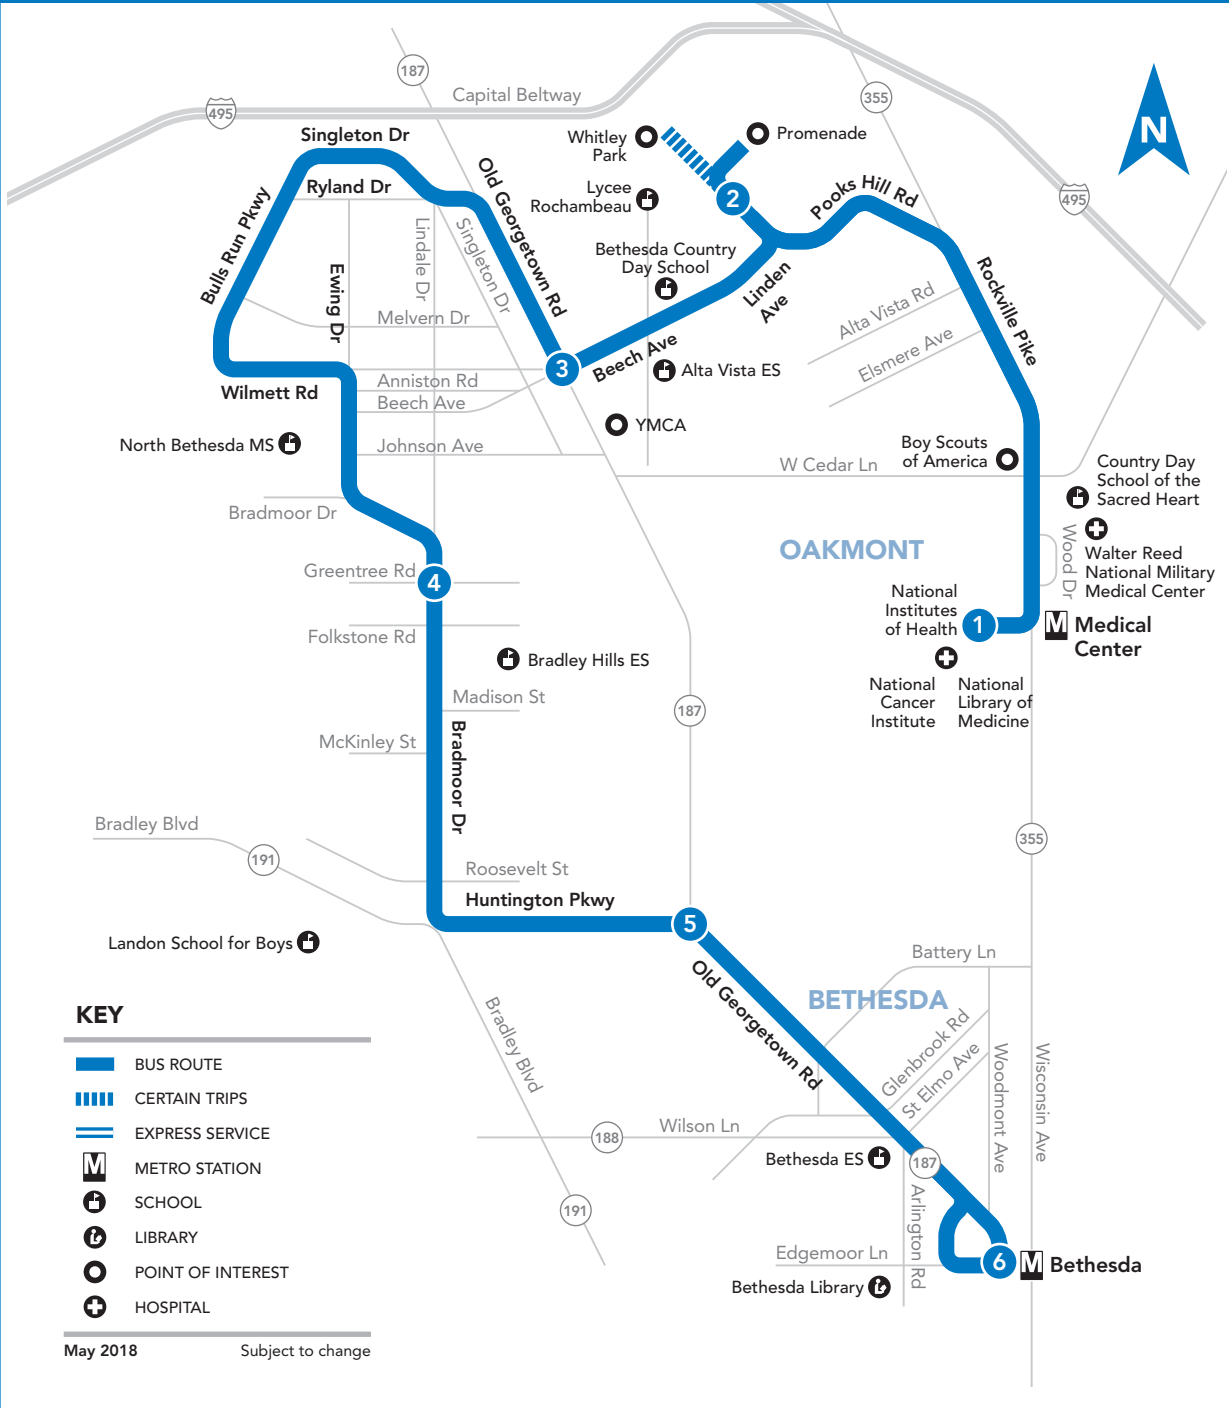 187
Capital Beltway
495
355
N
Singleton Dr
Whitley
Park
Promenade
Ryland Dr
Old Georgetown Rd
Lycee
Rochambeau
2
Pooks Hill Rd
495
Bulls Run Pkwy
Lindale Dr
Singleton Dr
Bethesda Country
Day School
Linden
Ave
Rockville Pike
Ewing Dr
Melvern Dr
Alta Vista Rd
Elsmere Ave
3
Beech Ave
Alta Vista ES
Wilmett Rd
Anniston Rd
Beech Ave
YMCA
North Bethesda MS
Johnson Ave
W Cedar Ln
Boy Scouts
of America
Country Day
School of the
Sacred Heart
Bradmoor Dr
OAKMONT
Wood Dr
Walter Reed
National Military
Medical Center
Greentree Rd
4
National
Institutes
of Health
1
M
Medical
Center
Folkstone Rd
Bradley Hills ES
National
Cancer
Institute
National
Library of
Medicine
Madison St
187
McKinley St
Bradmoor Dr
Bradley Blvd
191
355
Roosevelt St
Huntington Pkwy
5
Landon School for Boys
Battery Ln
Old Georgetown Rd
BETHESDA
Bradley Blvd
Glenbrook Rd
St Elmo Ave
Woodmont Ave
Wisconsin Ave
188
Wilson Ln
Bethesda ES
187
191
Arlington Rd
Edgemoor Ln
6
M
Bethesda
Bethesda Library
KEY
BUS ROUTE
CERTAIN TRIPS
EXPRESS SERVICE
M
METRO STATION
SCHOOL
LIBRARY
POINT OF INTEREST
HOSPITAL
May 2018
Subject to change